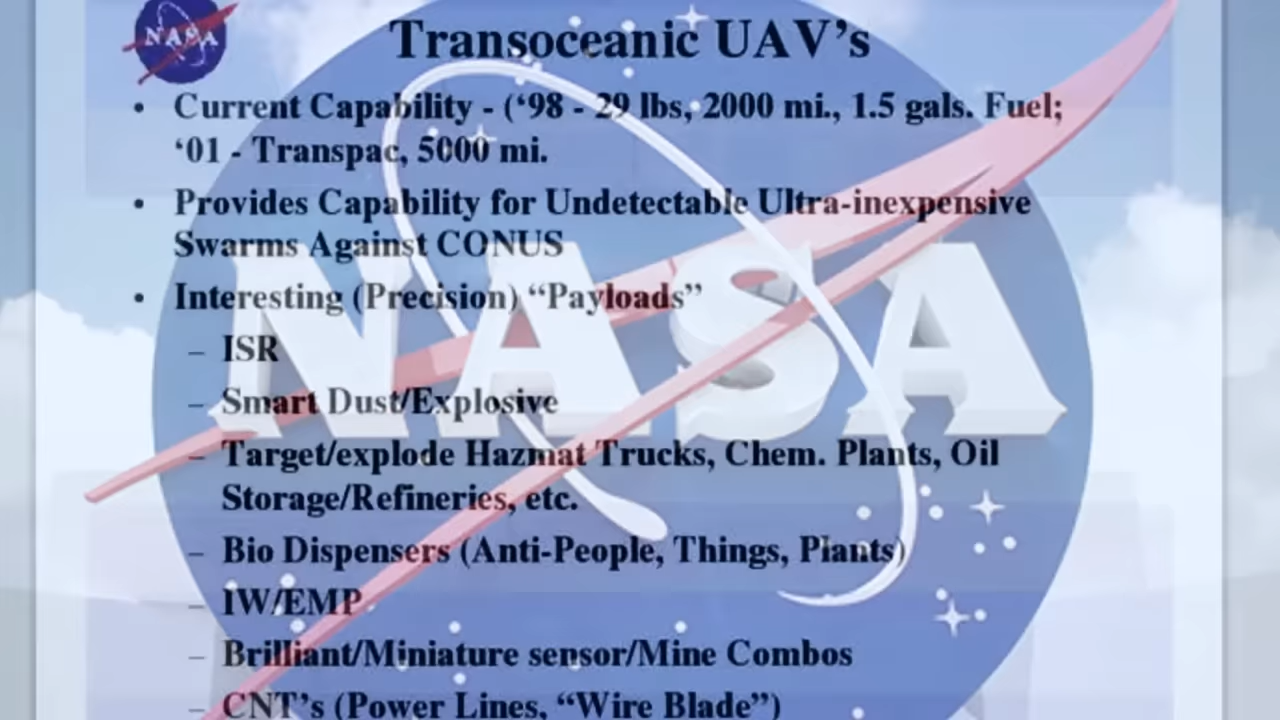 NASA
Transoceanic UAV’s
• Current Capability - (‘98 - 29 lbs, 2000 mi., 1.5 gals. Fuel;
‘01 - Transpac, 5000 mi.
• Provides Capability for Undetectable Ultra-inexpensive
Swarms Against CONUS
• Interesting (Precision) “Payloads”
– ISR
– Smart Dust/Explosive
– Target/explode Hazmat Trucks, Chem. Plants, Oil
Storage/Refineries, etc.
– Bio Dispensers (Anti-People, Things, Plants)
– IW/EMP
– Brilliant/Miniature sensor/Mine Combos
– CNT’s (Power Lines, “Wire Blade”)
NASA